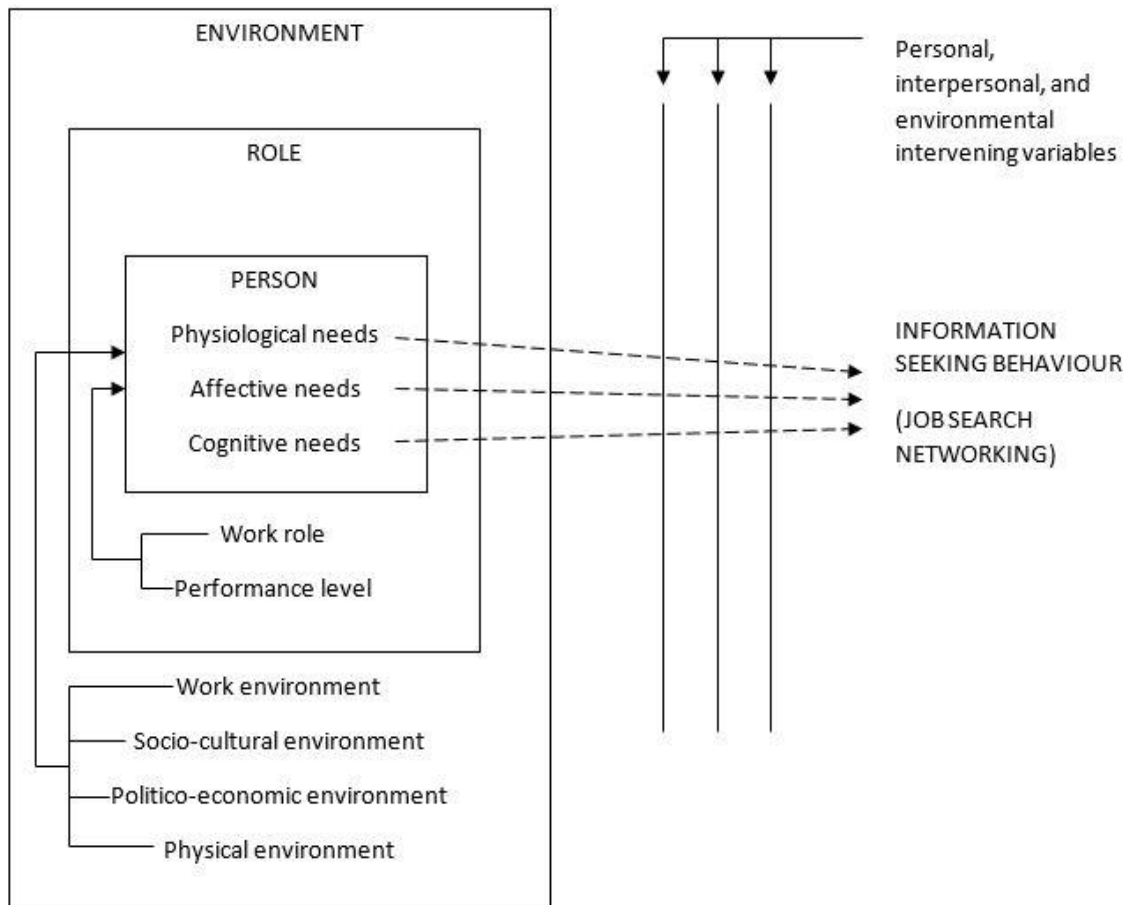 ENVIRONMENT
ROLE
PERSON
Physiological needs
Affective needs
Cognitive needs
Work role
Performance level
Work environment
Socio-cultural environment
Politico-economic environment
Physical environment
Personal,
interpersonal, and
environmental
intervening variables
INFORMATION
SEEKING BEHAVIOUR
(JOB SEARCH
NETWORKING)